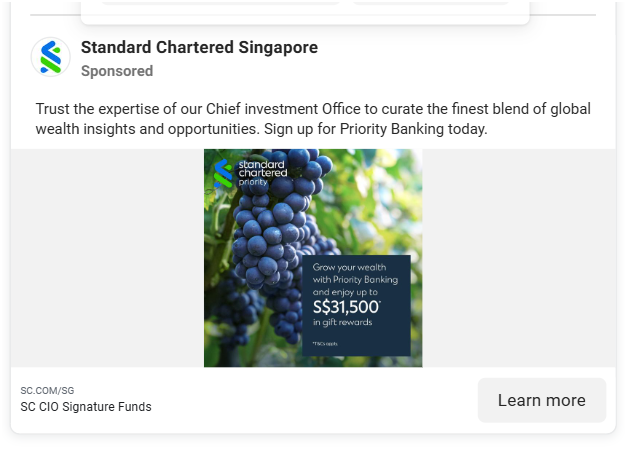 Standard Chartered Singapore
Sponsored
Trust the expertise of our Chief investment Office to curate the finest blend of global
wealth insights and opportunities. Sign up for Priority Banking today.
standard
chartered
priority
Grow your wealth
with Priority Banking
and enjoy up to
S$31,500*
in gift rewards
*T&Cs apply.
SC.COM/SG
SC CIO Signature Funds
Learn more